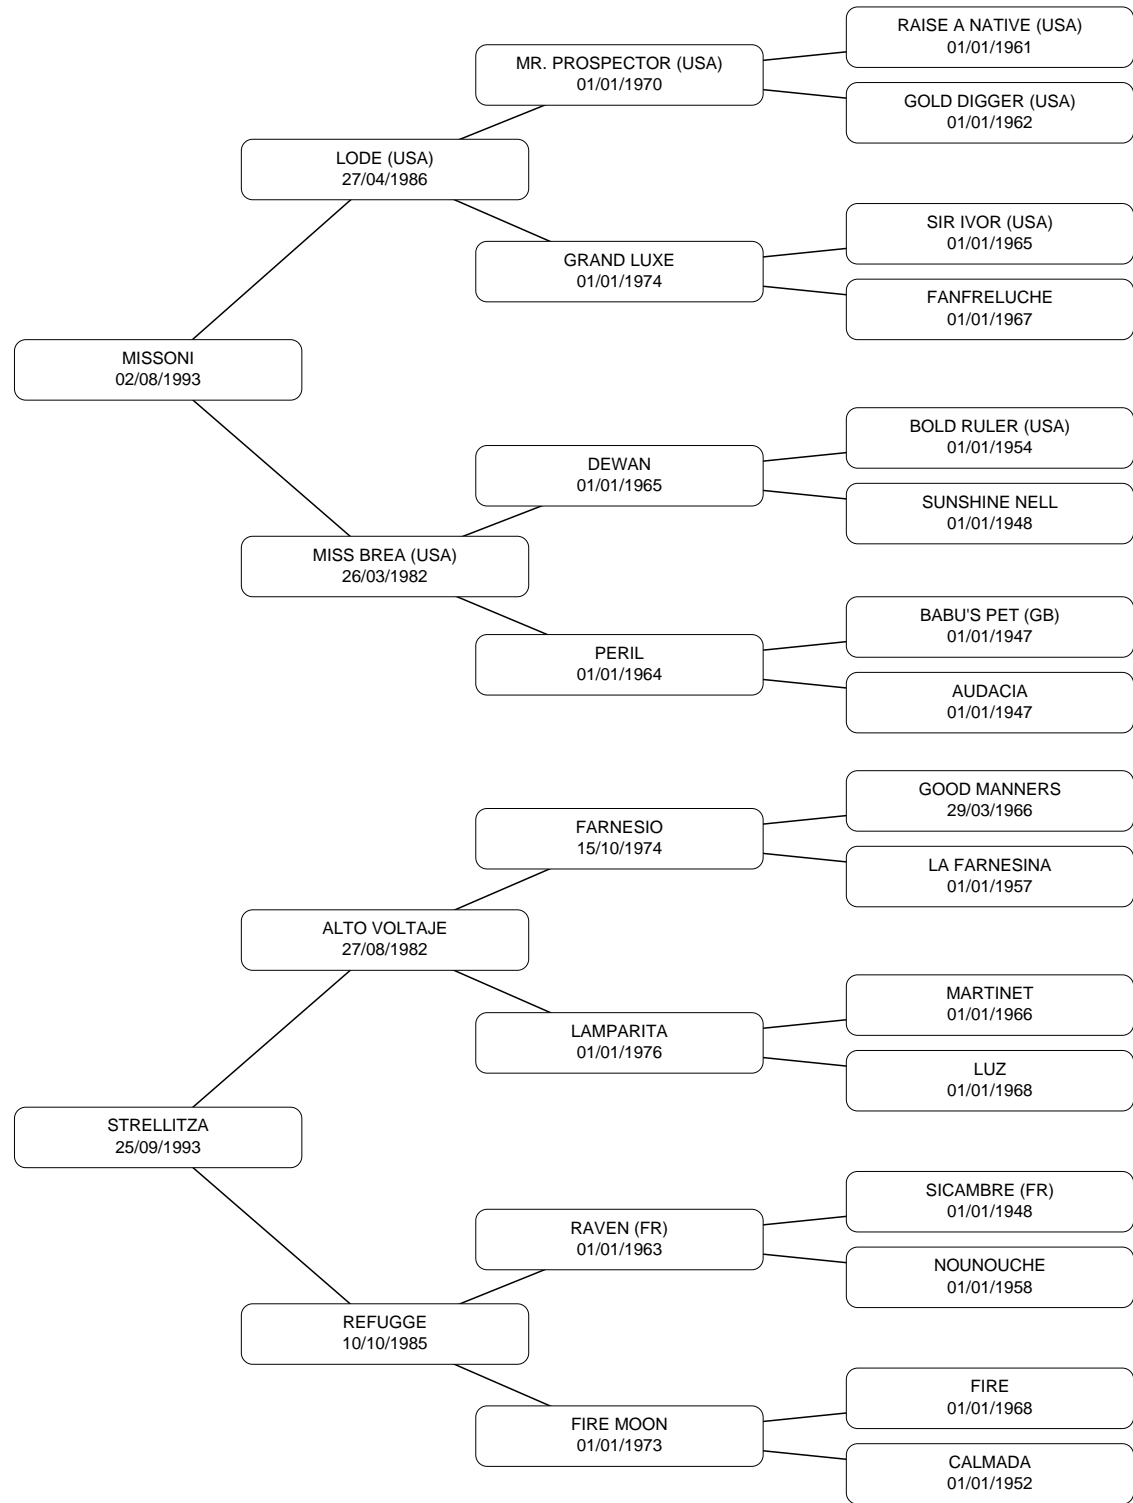 RAISE A NATIVE (USA)
01/01/1961
MR. PROSPECTOR (USA)
01/01/1970
GOLD DIGGER (USA)
01/01/1962
LODE (USA)
27/04/1986
SIR IVOR (USA)
01/01/1965
GRAND LUXE
01/01/1974
FANFRELUCHE
01/01/1967
MISSONI
02/08/1993
BOLD RULER (USA)
01/01/1954
DEWAN
01/01/1965
SUNSHINE NELL
01/01/1948
MISS BREA (USA)
26/03/1982
BABU'S PET (GB)
01/01/1947
PERIL
01/01/1964
AUDACIA
01/01/1947
GOOD MANNERS
29/03/1966
FARNESIO
15/10/1974
LA FARNESINA
01/01/1957
ALTO VOLTAJE
27/08/1982
MARTINET
01/01/1966
LAMPARITA
01/01/1976
LUZ
01/01/1968
STRELLITZA
25/09/1993
SICAMBRE (FR)
01/01/1948
RAVEN (FR)
01/01/1963
NOUNOUCHE
01/01/1958
REFUGGE
10/10/1985
FIRE
01/01/1968
FIRE MOON
01/01/1973
CALMADA
01/01/1952